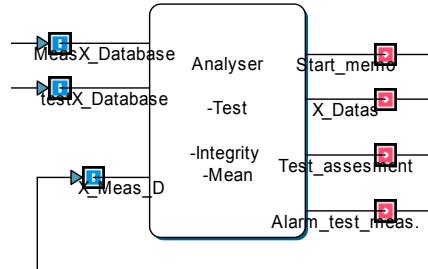 MeasX_Database
testX_Database
X_Meas_D
Analyser
-Test
-Integrity
-Mean
Start_memo
X_Datas
Test_assesment
Alarm_test_meas.